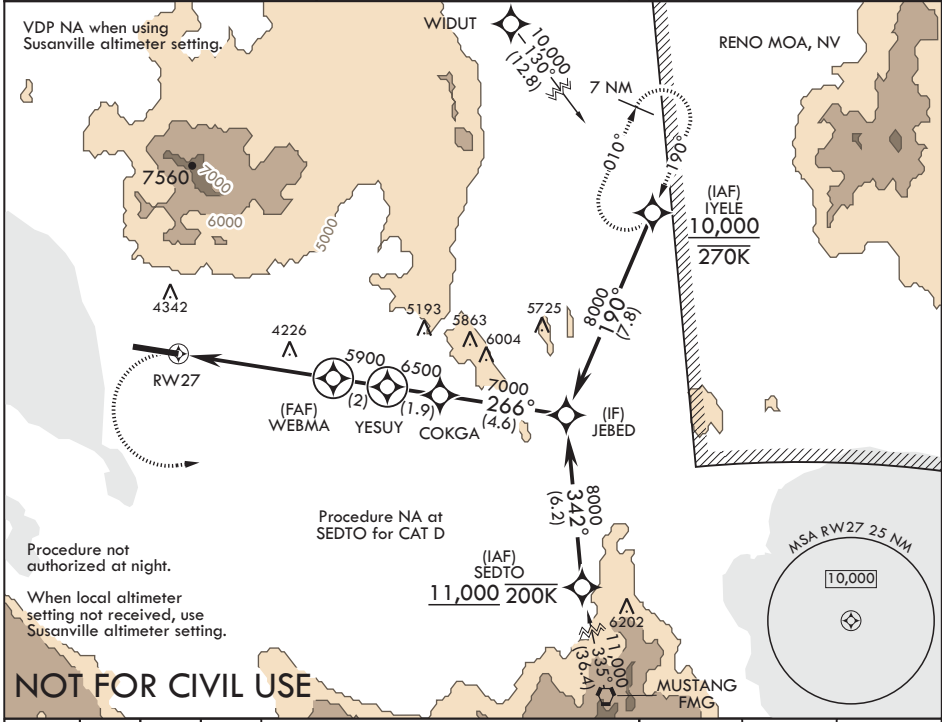 VDP NA when using
Susanville altimeter setting.
WIDUT
10,000
130°
(12.8)
RENO MOA, NV
7 NM
010°
190°
7560
7000
6000
5000
(IAF)
IYELE
10,000
270K
4342
4226
5193
5863
6004
5725
8000
190°
(7.8)
RW27
5900
6500
7000
266°
(4.6)
(2)
(1.9)
(FAF)
WEBMA
YESUY
COKGA
(IF)
JEBED
8000
342°
(6.2)
Procedure NA at
SEDTO for CAT D
(IAF)
SEDTO
11,000 200K
Procedure not
authorized at night.
When local altimeter
setting not received, use
Susanville altimeter setting.
MSA RW27 25 NM
10,000
6202
11,000
335°
(36.4)
MUSTANG
FMG
NOT FOR CIVIL USE